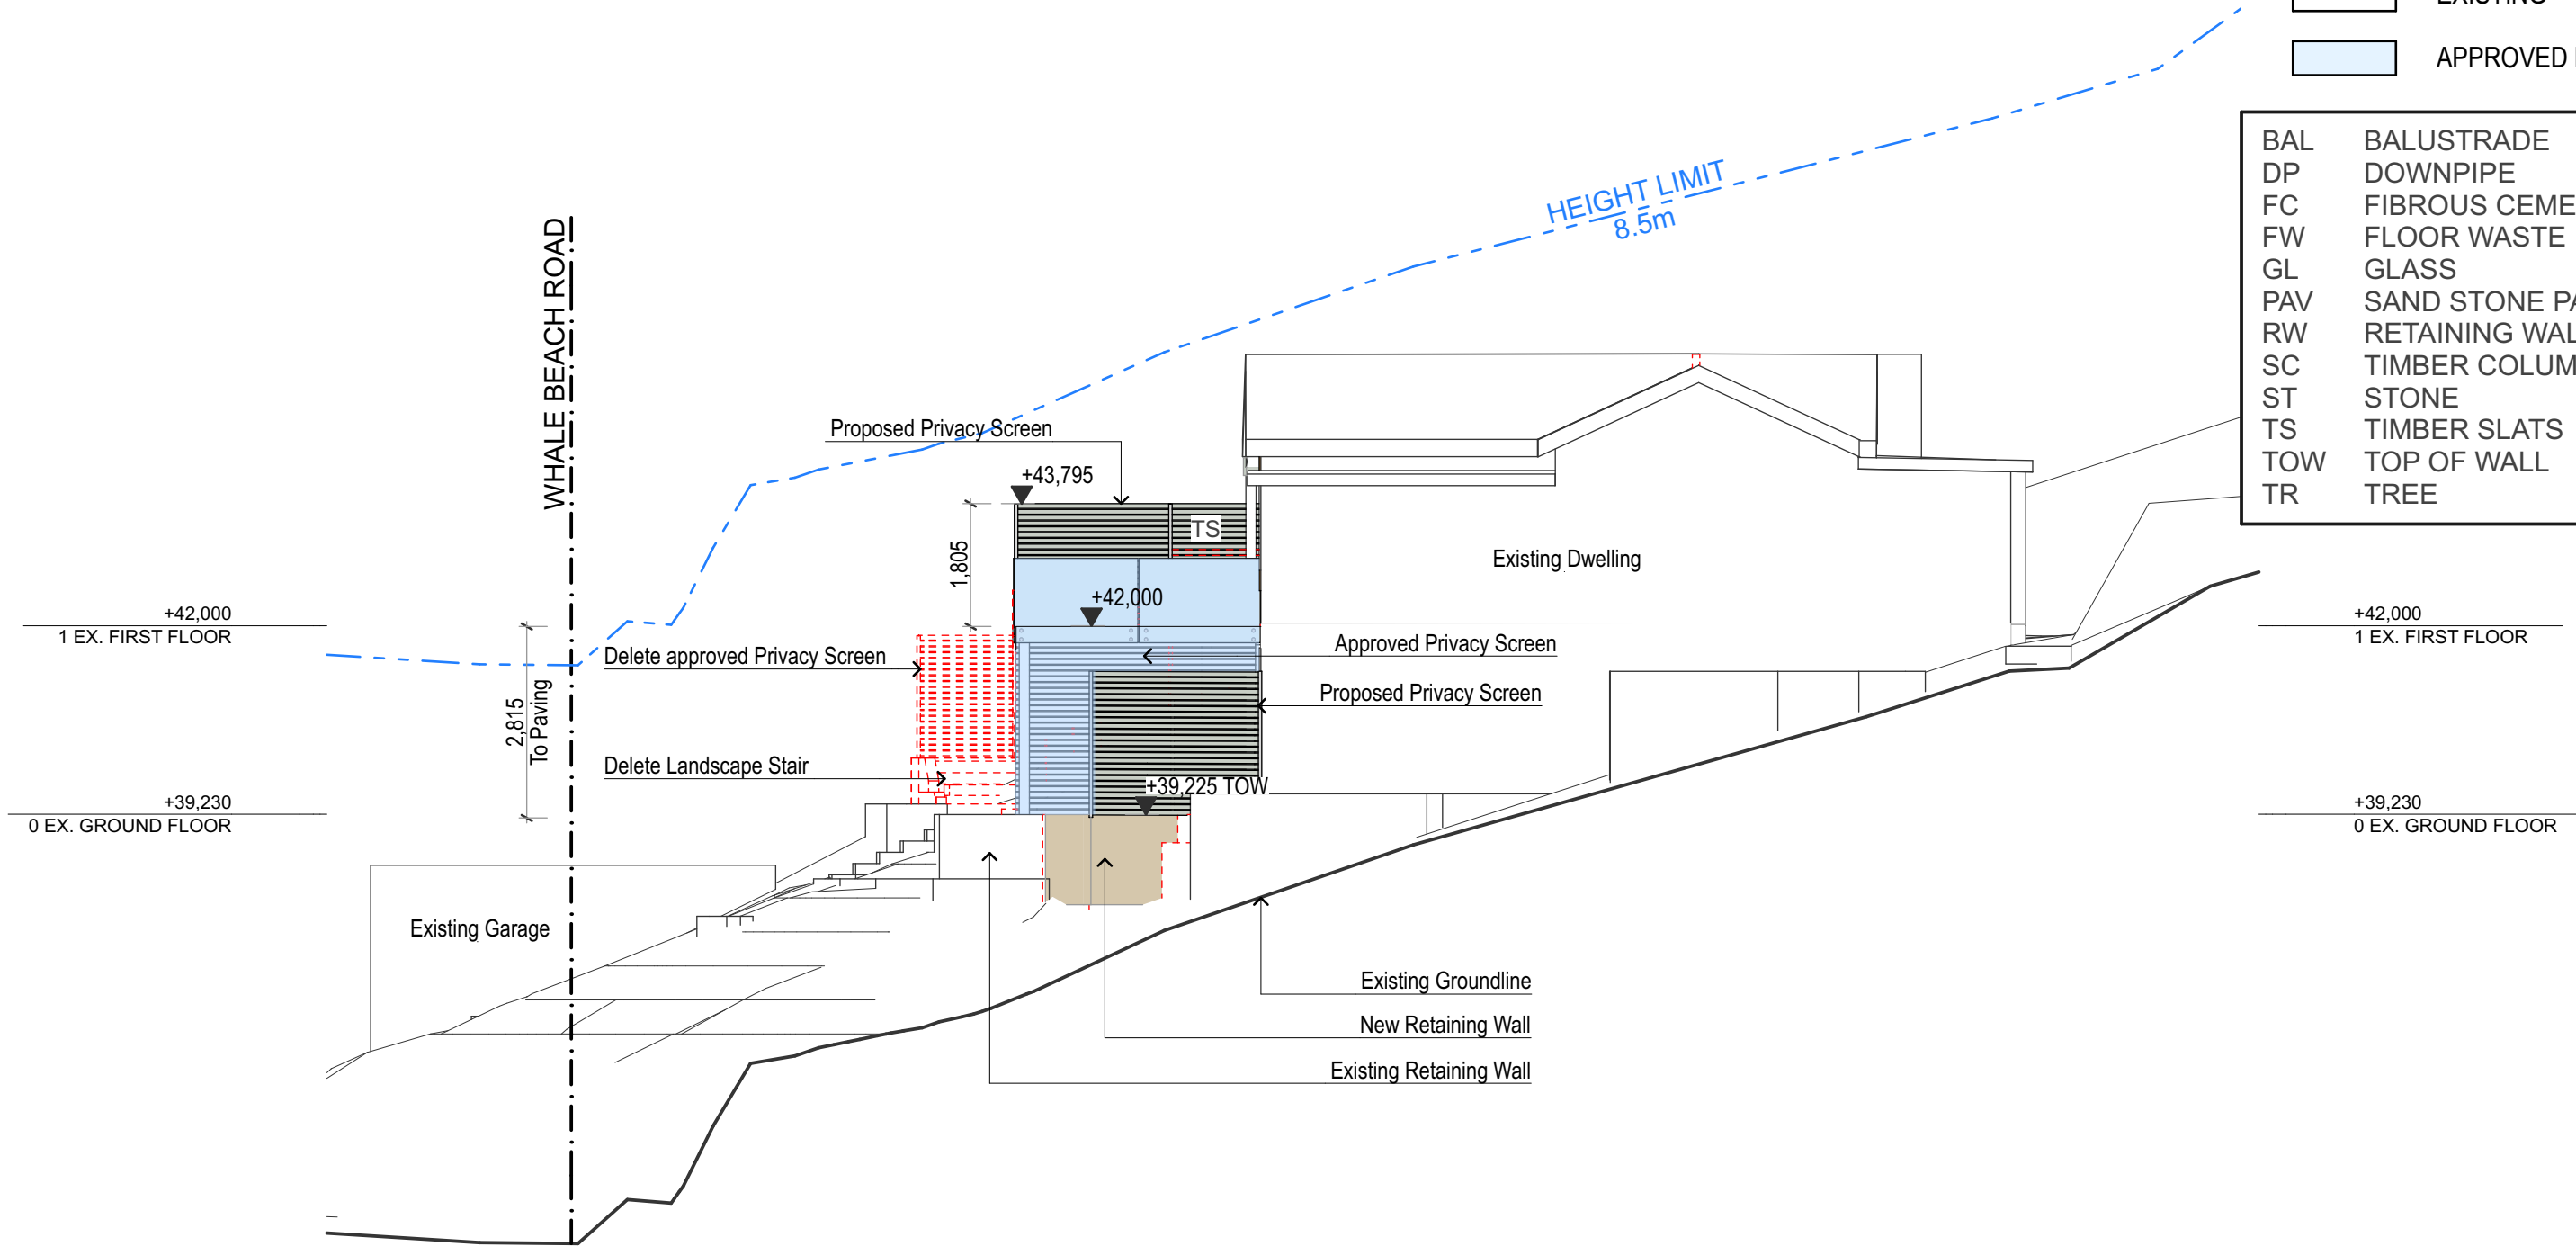 EXISTING
APPROVED
BAL BALUSTRADE
DP DOWNPIPE
FC FIBROUS
FW FLOOR WASTE
GL GLASS
PAV SAND STONE
RW RETAINING
SC TIMBER
ST STONE
TS TIMBER SLATS
TOW TOP OF WALL
TR TREE
HEIGHT LIMIT
8.5m
WHALE BEACH ROAD
Proposed Privacy Screen
+43,795
TS
1,805
Existing Dwelling
+42,000
+42,000
1 EX. FIRST FLOOR
+42,000
1 EX. FIRST FLOOR
Approved Privacy Screen
Delete approved Privacy Screen
Proposed Privacy Screen
2,815
To Paving
Delete Landscape Stair
+39,225 TOW
+39,230
0 EX. GROUND FLOOR
+39,230
0 EX. GROUND FLOOR
Existing Garage
Existing Groundline
New Retaining Wall
Existing Retaining Wall